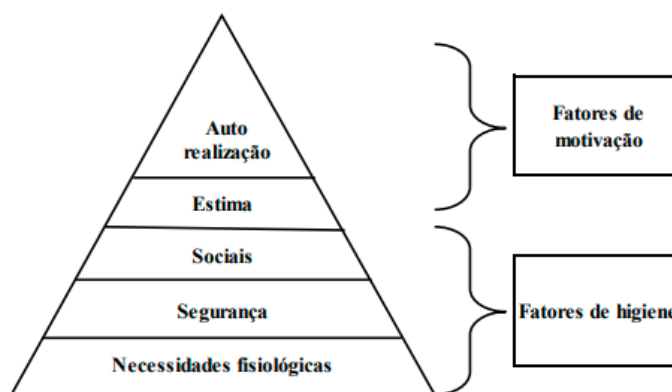 Auto
realização
Estima
Sociais
Segurança
Necessidades fisiológicas
Fatores de
motivação
Fatores de higiene